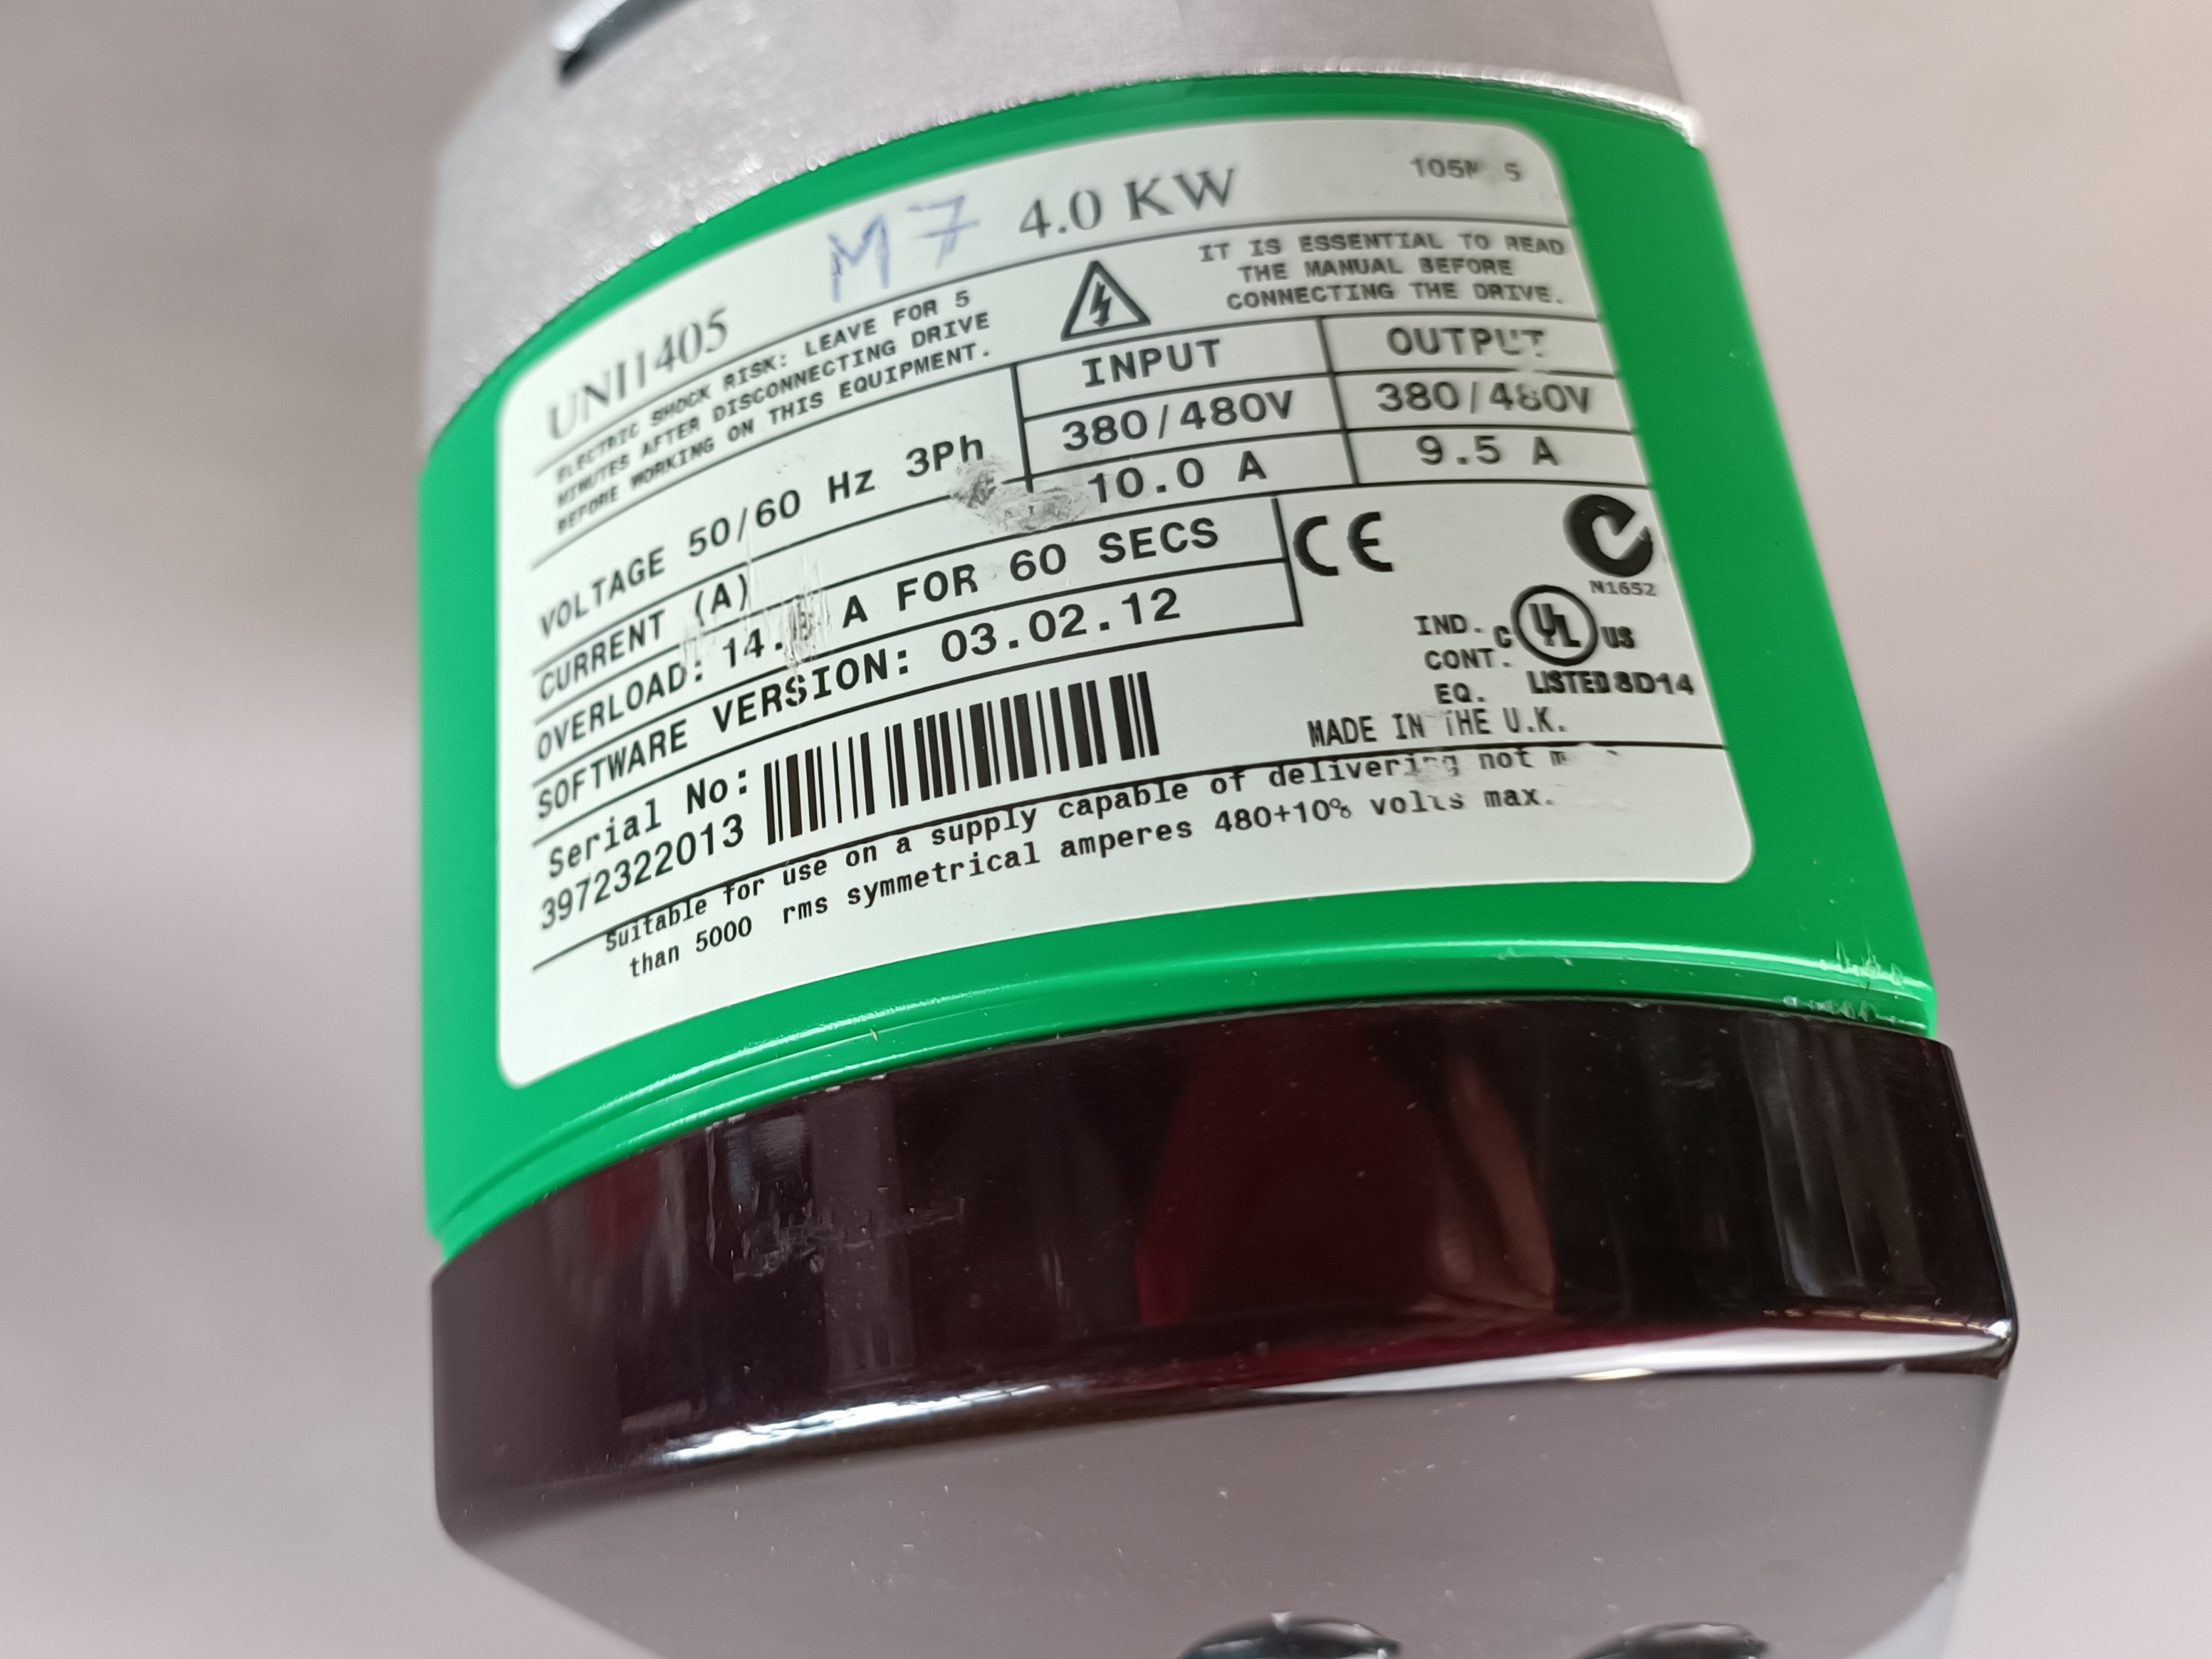 UNI1405 M7 4.0 KW
ELECTRIC SHOCK RISK: LEAVE FOR 5
MINUTES AFTER DISCONNECTING DRIVE
BEFORE WORKING ON THIS EQUIPMENT.
IT IS ESSENTIAL TO READ
THE MANUAL BEFORE
CONNECTING THE DRIVE.
INPUT OUTPUT
VOLTAGE 50/60 Hz 3Ph 380/480V 380/480V
CURRENT (A) 10.0 A 9.5 A
OVERLOAD: A FOR 60 SECS
SOFTWARE VERSION: 03.02.12
CE
N1652
IND.
CONT.
EQ.
C UL US
LISTED 8D14
MADE IN THE U.K.
Serial No:
3972322013
Suitable for use on a supply capable of delivering not
than 5000 rms symmetrical amperes 480+10% volts max.